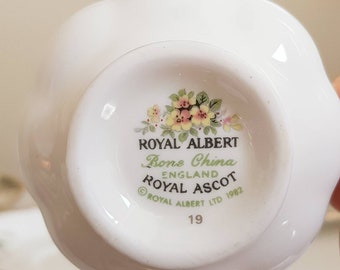 ROYAL ALBERT
Bone China
ENGLAND
ROYAL ASCOT
© ROYAL ALBERT LTD 1982
19